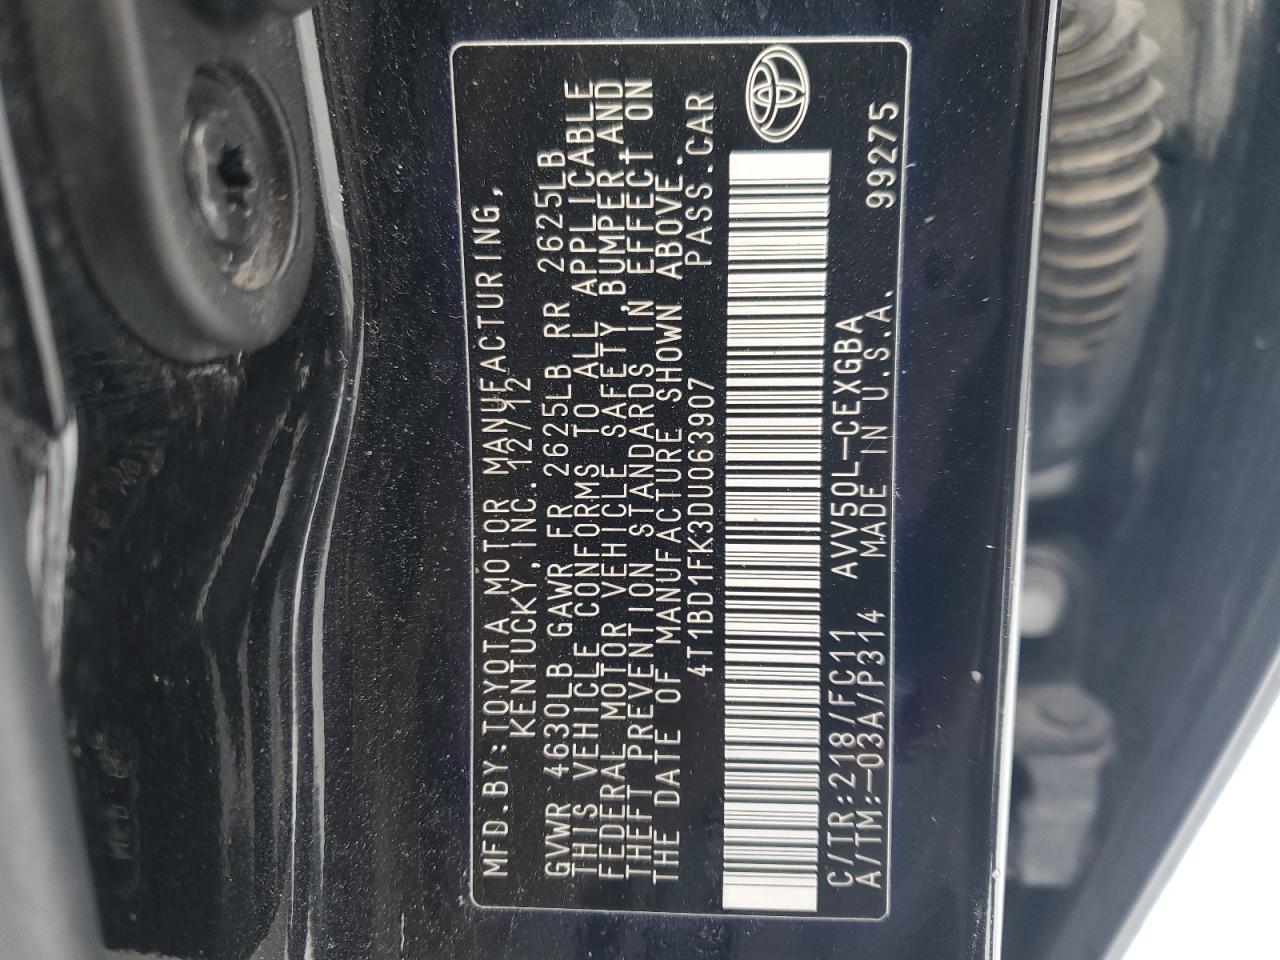 MFD.BY:TOYOTA MOTOR MANUFACTURING,
KENTUCKY,INC. 12/12
GVWR 4630LB GAWR FR 2625LB RR 2625LB
THIS VEHICLE CONFORMS TO ALL APPLICABLE
FEDERAL MOTOR VEHICLE SAFETY,BUMPER AND
THEFT PREVENTION STANDARDS IN EFFECT ON
THE DATE OF MANUFACTURE SHOWN ABOVE.
4T1BD1FK3DU063907 PASS.CAR
C/TR:218/FC11 AVV50L-CEXGBA
A/TM:-03A/P314 MADE IN U.S.A. 99275